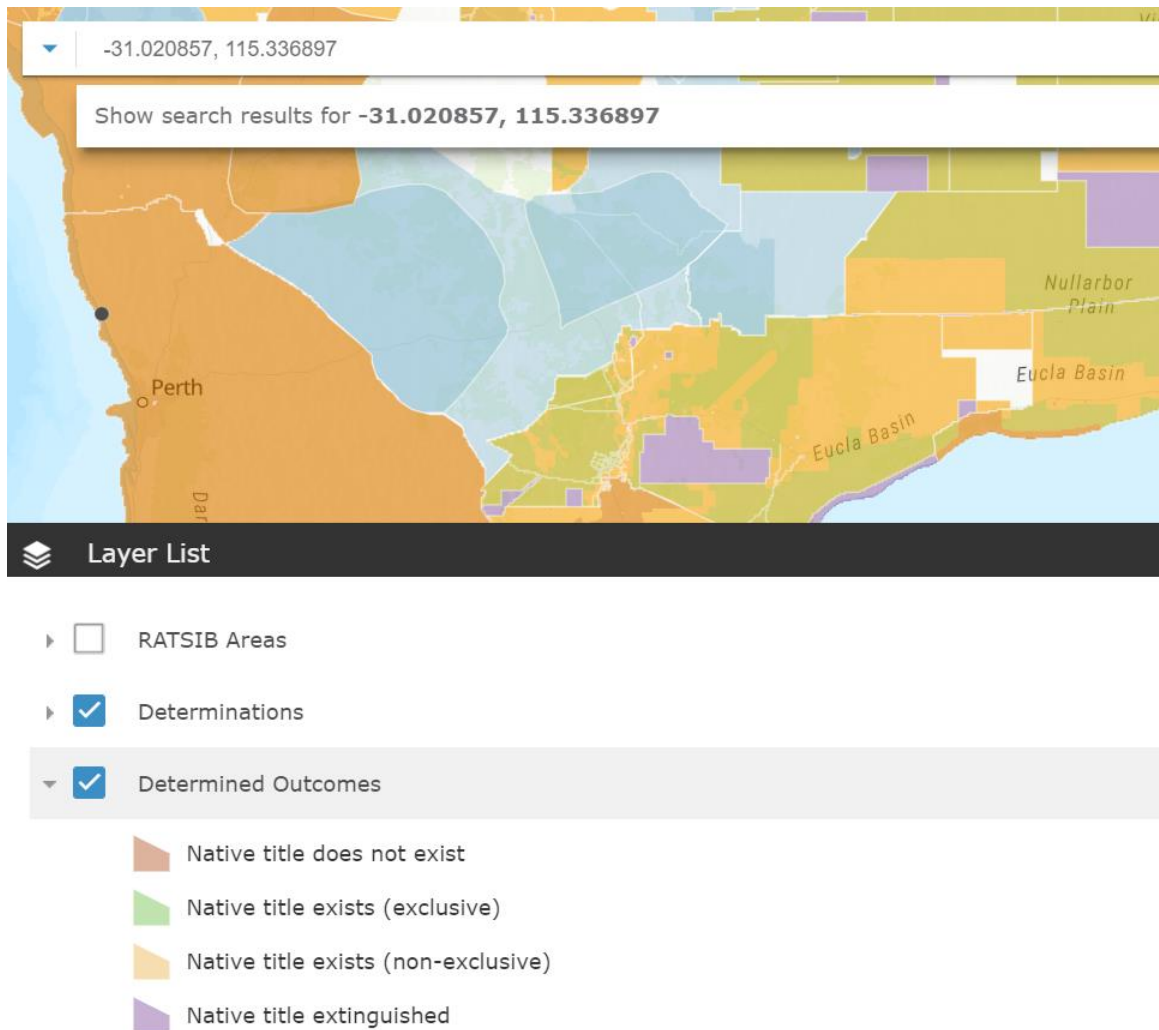 -31.020857, 115.336897
Show search results for -31.020857, 115.336897
Nullarbor
Plain
Eucla Basin
Perth
Eucla Basin
Dar
Layer List
RATSIB Areas
Determinations
Determined Outcomes
Native title does not exist
Native title exists (exclusive)
Native title exists (non-exclusive)
Native title extinguished